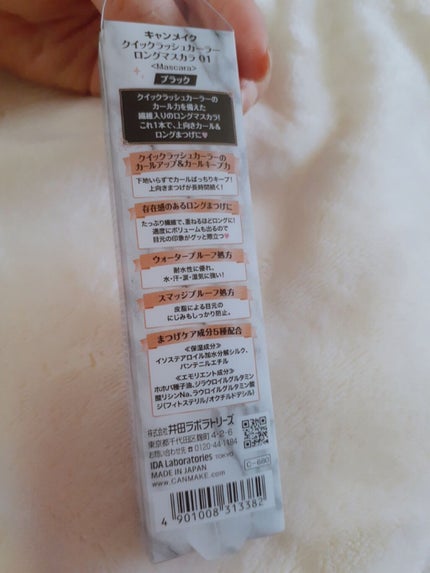 キャンメイク
クイックラッシュカーラー
ロングマスカラ 01
<Mascara>
ブラック
クイックラッシュカーラーの
カール力を備えた
繊維入りのロングマスカラ!
これ1本で、上向きカール&
ロングまつげに♥
クイックラッシュカーラーの
カールアップ&カールキープ力
下地いらずでカールぱっちりキープ!
上向きまつげが長時間続く!
存在感のあるロングまつげに
たっぷり繊維で、重ねるほどロングに!
適度にボリュームも出るので
目元の印象がグッと際立つ♥
ウォータープルーフ処方
耐水性に優れ、
水・汗・涙・湿気に強い!
スマッジプルーフ処方
皮脂による目元の
にじみもしっかり防止。
まつげケア成分5種配合
≪保湿成分≫
イソステアロイル加水分解シルク、
パンテニルエチル
≪エモリエント成分≫
ホホバ種子油、ジラウロイルグルタミン
酸リシンNa、ラウロイルグルタミン酸
ジ(フィトステリル/オクチルドデシル)
株式会社 井田ラボラトリーズ
東京都千代田区麹町4-2-6
お問い合わせ先 0120-44-1184
IDA Laboratories TOKYO
MADE IN JAPAN
www.CANMAKE.com
C-680
4 901008 313382